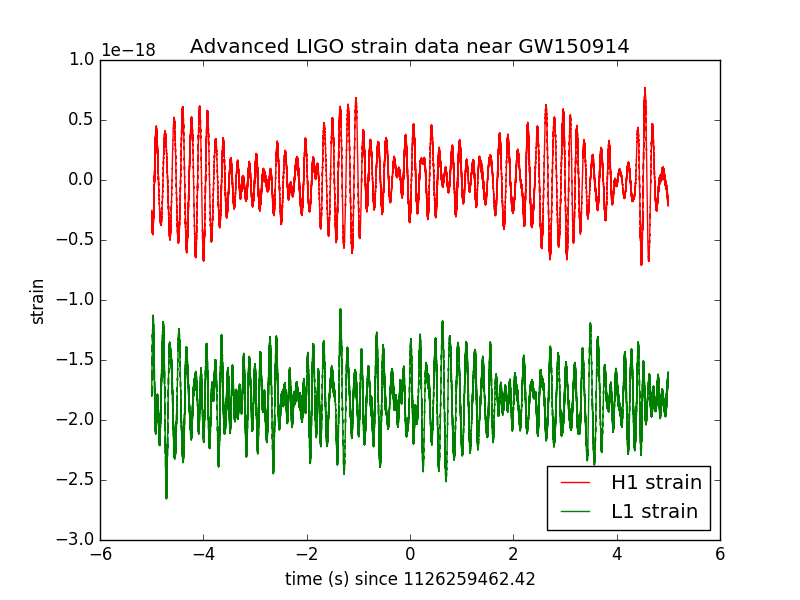 Advanced LIGO strain data near GW150914
1e−18
1.0
0.5
0.0
−0.5
−1.0
−1.5
−2.0
−2.5
−3.0
strain
H1 strain
L1 strain
−6 −4 −2 0 2 4 6
time (s) since 1126259462.42